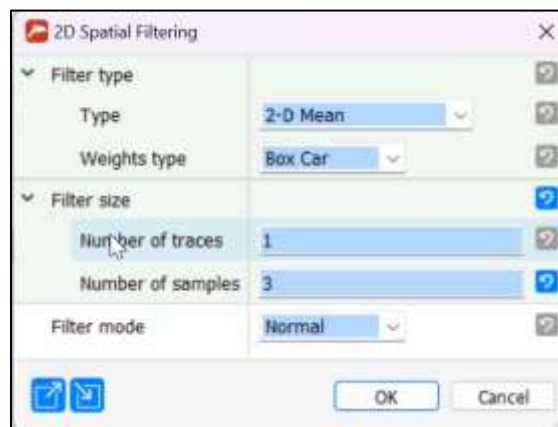 2D Spatial Filtering
Filter type
Type 2-D Mean
Weights type Box Car
Filter size
Number of traces 1
Number of samples 3
Filter mode Normal
OK Cancel